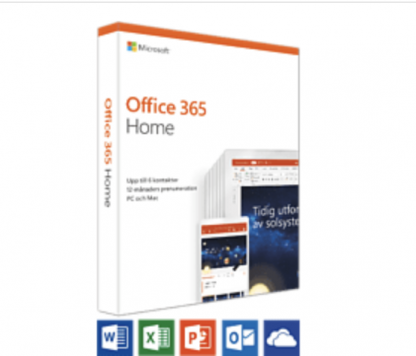 Microsoft
Office 365
Home
Office 365 Home
Upp till 6 användare
12 månaders prenumeration
PC och Mac
Tidig utfor
av solsyste
W
X
P
O